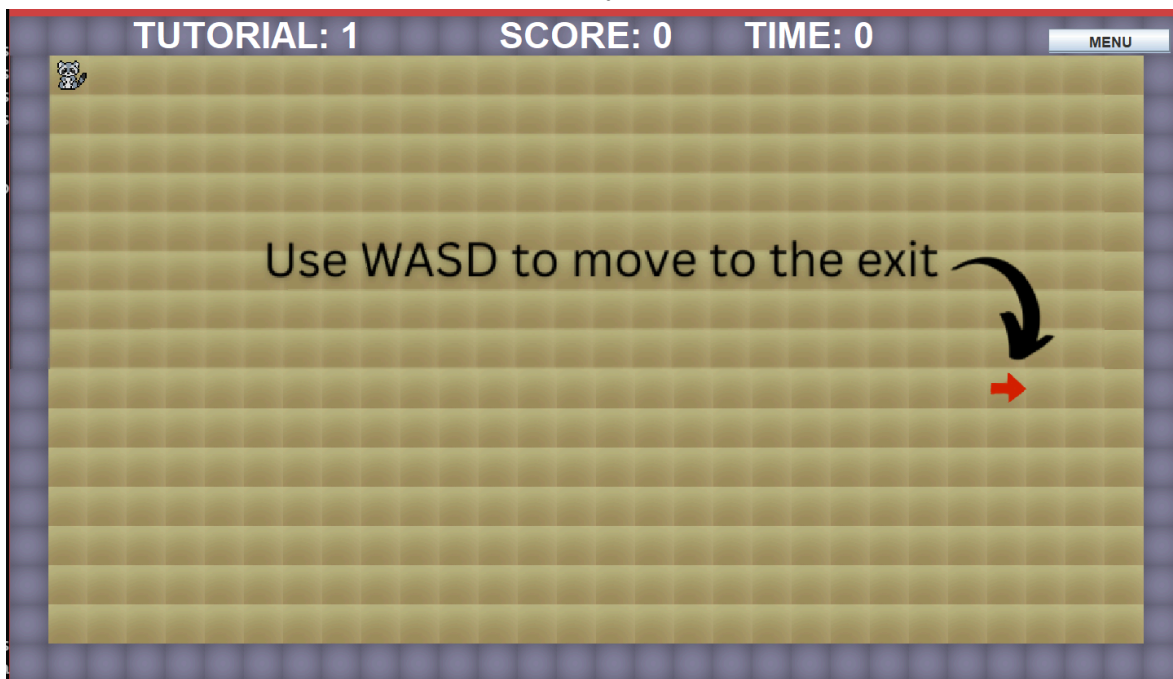 TUTORIAL: 1 SCORE: 0 TIME: 0 MENU
Use WASD to move to the exit